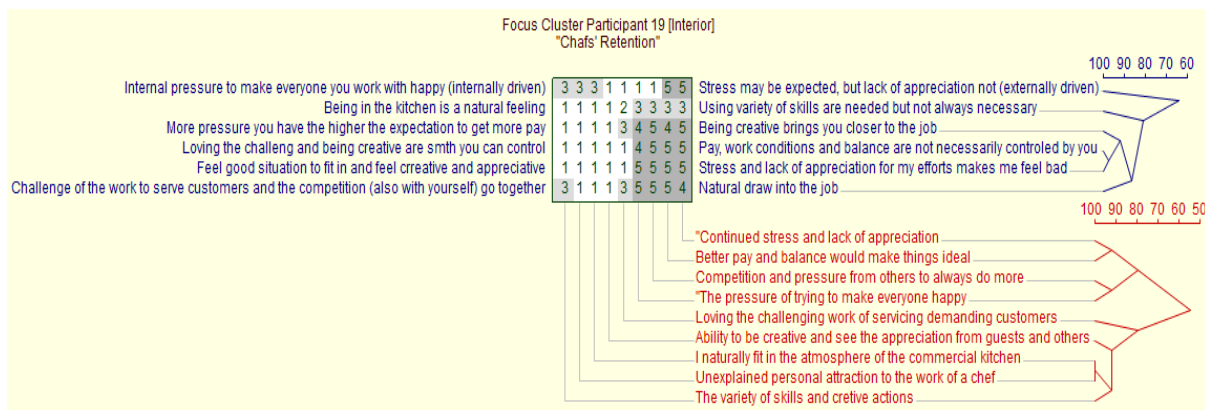 Focus Cluster Participant 19 [Interior]
"Chafs' Retention"
100 90 80 70 60
Internal pressure to make everyone you work with happy (internally driven) 3 3 3 1 1 1 1 5 5 Stress may be expected, but lack of appreciation not (externally driven)
Being in the kitchen is a natural feeling 1 1 1 1 2 3 3 3 3 Using variety of skills are needed but not always necessary
More pressure you have the higher the expectation to get more pay 1 1 1 1 3 4 5 4 5 Being creative brings you closer to the job
Loving the challeng and being creative are smth you can control 1 1 1 1 1 4 5 5 5 Pay, work conditions and balance are not necessarily controled by you
Feel good situation to fit in and feel crreative and appreciative 1 1 1 1 1 5 5 5 5 Stress and lack of appreciation for my efforts makes me feel bad
Challenge of the work to serve customers and the competition (also with yourself) go together 3 1 1 1 3 5 5 5 4 Natural draw into the job
100 90 80 70 60 50
"Continued stress and lack of appreciation
Better pay and balance would make things ideal
Competition and pressure from others to always do more
"The pressure of trying to make everyone happy
Loving the challenging work of servicing demanding customers
Ability to be creative and see the appreciation from guests and others
I naturally fit in the atmosphere of the commercial kitchen
Unexplained personal attraction to the work of a chef
The variety of skills and cretive actions